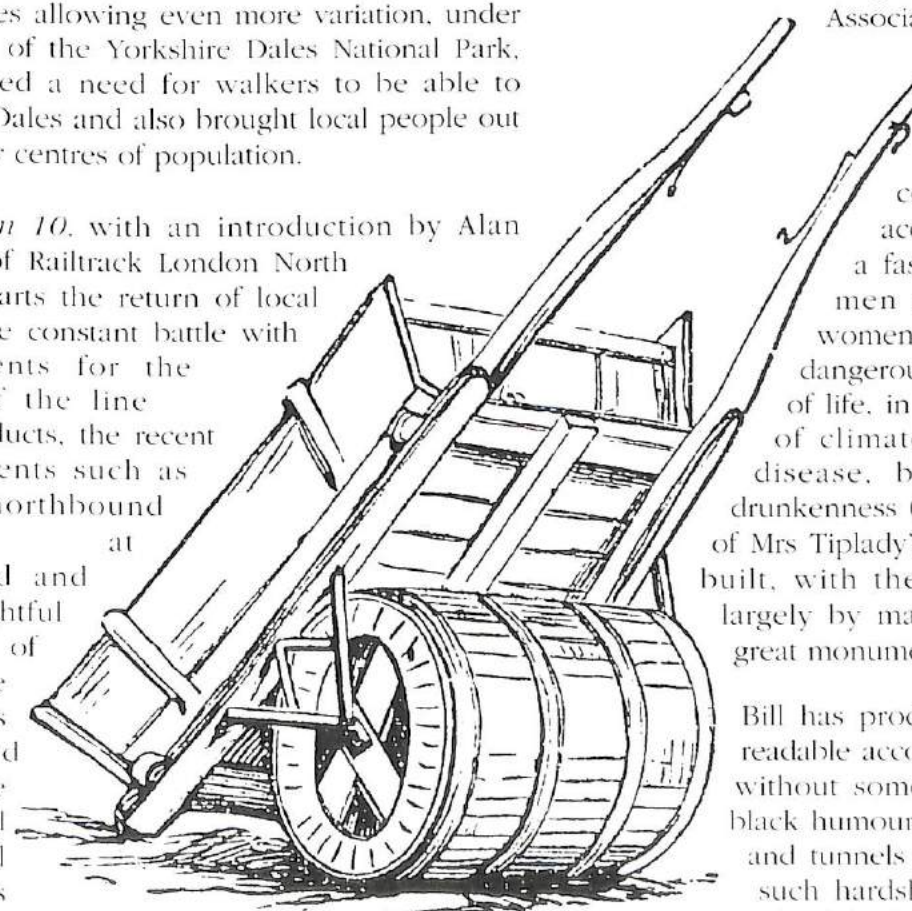 es allowing even more variation, under
of the Yorkshire Dales National Park,
ed a need for walkers to be able to
Dales and also brought local people out
r centres of population.
n 10, with an introduction by Alan
of Railtrack London North
arts the return of local
e constant battle with
ents for the
f the line
ducts, the recent
ents such as
northbound
at
d and
htful
of
e
s
d
e
l
l
s
Associa
c
acc
a fas
men
women
dangerou
of life, in
of climat
disease, b
drunkenness (
of Mrs Tiplady'
built, with the
largely by ma
great monume
Bill has proc
readable acco
without some
black humour
and tunnels
such hardsh